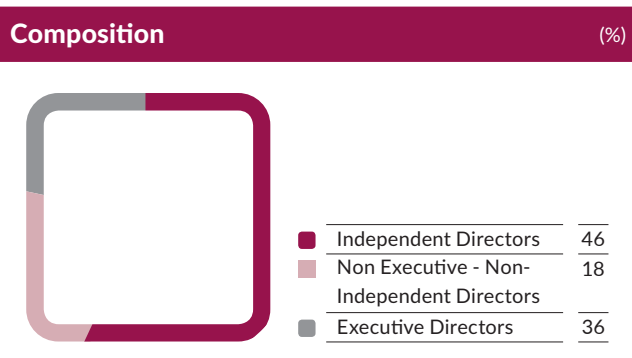 Composition (%)
Independent Directors 46
Non Executive - Non- 18
Independent Directors
Executive Directors 36